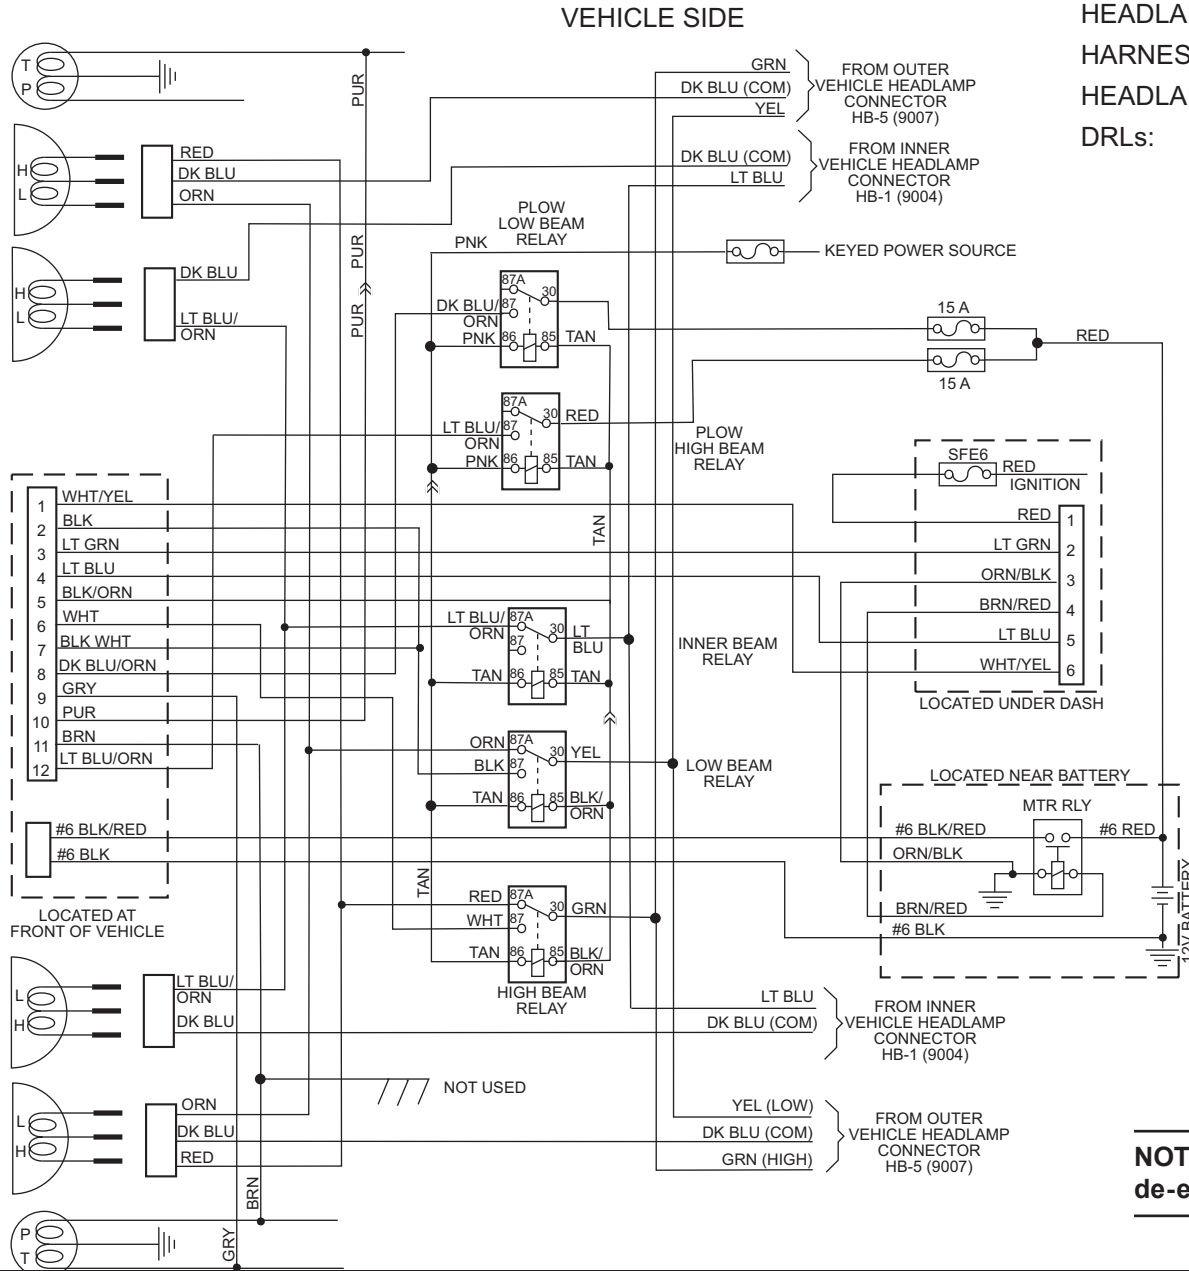 VEHICLE SIDE
HEADLA
HARNES
HEADLA
DRLs:
T
P
PUR
GRN
DK BLU (COM)
YEL
FROM OUTER
VEHICLE HEADLAMP
CONNECTOR
HB-5 (9007)
H
L
RED
DK BLU
ORN
DK BLU (COM)
LT BLU
FROM INNER
VEHICLE HEADLAMP
CONNECTOR
HB-1 (9004)
PLOW
LOW BEAM
RELAY
PNK
KEYED POWER SOURCE
PUR
PUR
H
L
DK BLU
LT BLU/
ORN
87A
30
DK BLU/
ORN
87
PNK
86
85
TAN
15 A
15 A
RED
87A
30
RED
LT BLU/
ORN
87
PNK
86
85
TAN
PLOW
HIGH BEAM
RELAY
SFE6
RED
IGNITION
1
2
3
4
5
6
7
8
9
10
11
12
WHT/YEL
BLK
LT GRN
LT BLU
BLK/ORN
WHT
BLK WHT
DK BLU/ORN
GRY
PUR
BRN
LT BLU/ORN
TAN
RED
1
LT GRN
2
ORN/BLK
3
BRN/RED
4
LT BLU
5
WHT/YEL
6
LOCATED UNDER DASH
LT BLU/
ORN
87A
30
LT
BLU
87
TAN
86
85
TAN
INNER BEAM
RELAY
ORN
87A
30
YEL
BLK
87
TAN
86
85
BLK/
ORN
LOW BEAM
RELAY
LOCATED NEAR BATTERY
MTR RLY
#6 BLK/RED
#6 RED
ORN/BLK
BRN/RED
#6 BLK
12V BATTERY
#6 BLK/RED
#6 BLK
LOCATED AT
FRONT OF VEHICLE
TAN
RED
87A
30
GRN
WHT
87
TAN
86
85
BLK/
ORN
HIGH BEAM
RELAY
L
H
LT BLU/
ORN
DK BLU
LT BLU
DK BLU (COM)
FROM INNER
VEHICLE HEADLAMP
CONNECTOR
HB-1 (9004)
NOT USED
L
H
ORN
DK BLU
RED
YEL (LOW)
DK BLU (COM)
GRN (HIGH)
FROM OUTER
VEHICLE HEADLAMP
CONNECTOR
HB-5 (9007)
NOT
de-e
BRN
GRY
P
T